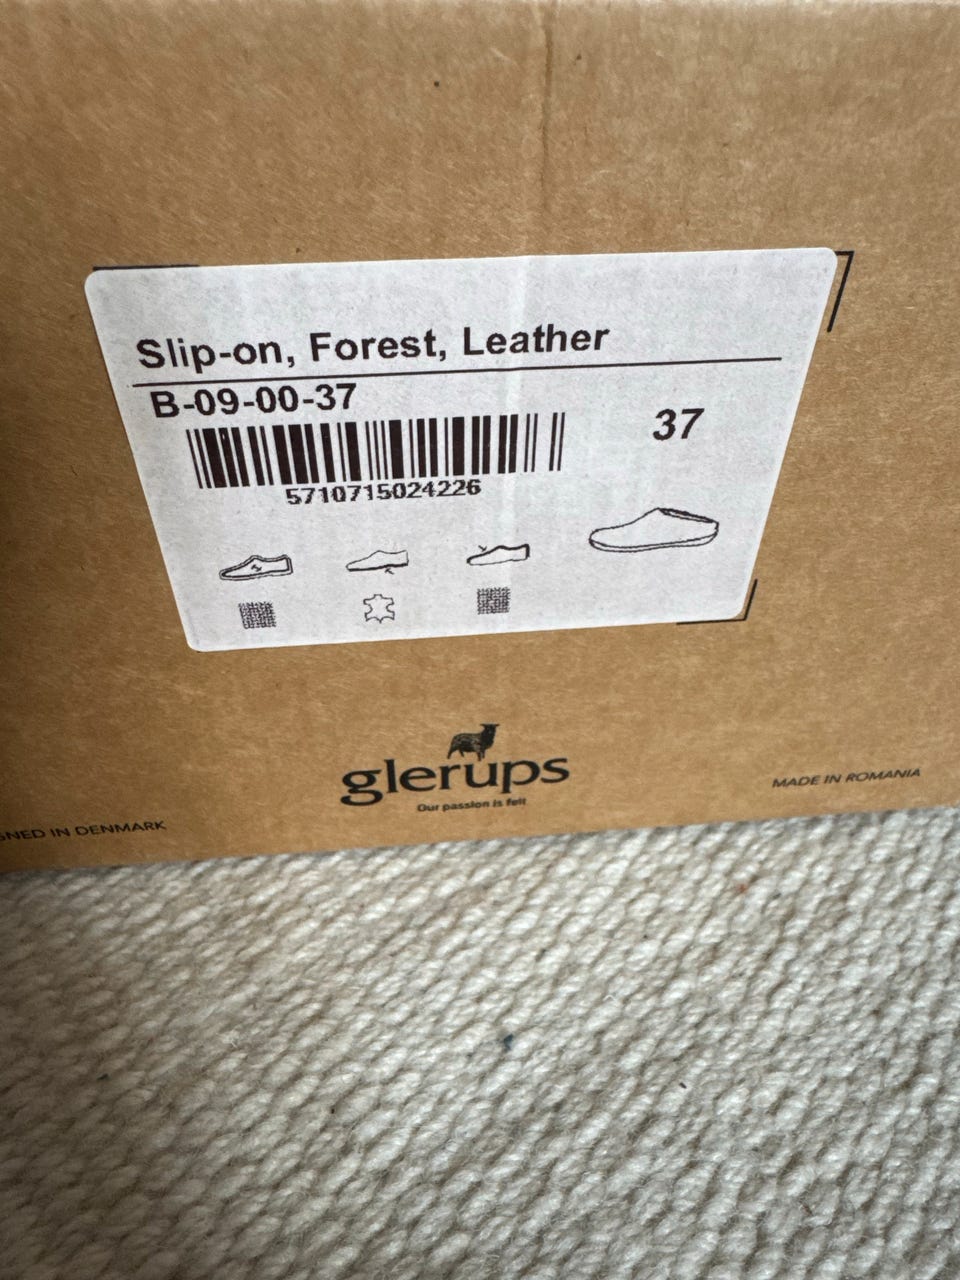 Slip-on, Forest, Leather
B-09-00-37
37
5710715024226
glerups
Our passion is felt
MADE IN ROMANIA
GNED IN DENMARK